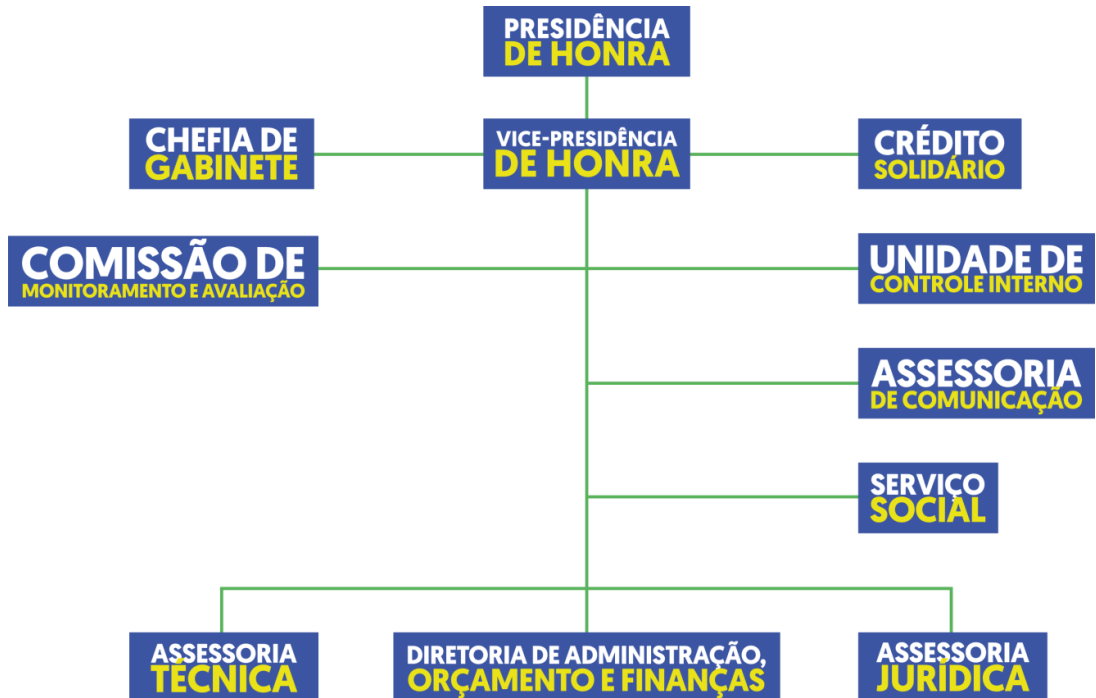 PRESIDÊNCIA
DE HONRA
CHEFIA DE
GABINETE
VICE-PRESIDÊNCIA
DE HONRA
CRÉDITO
SOLIDÁRIO
COMISSÃO DE
MONITORAMENTO E AVALIAÇÃO
UNIDADE DE
CONTROLE INTERNO
ASSESSORIA
DE COMUNICAÇÃO
SERVIÇO
SOCIAL
ASSESSORIA
TÉCNICA
DIRETORIA DE ADMINISTRAÇÃO,
ORÇAMENTO E FINANÇAS
ASSESSORIA
JURÍDICA